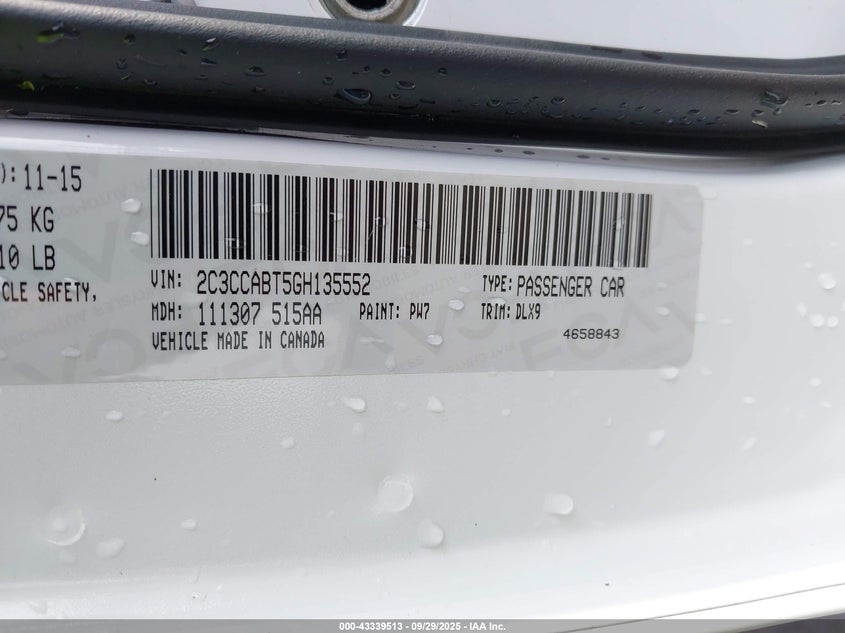 ): 11-15
75 KG
10 LB
CLE SAFETY,
VIN: 2C3CCABT5GH135552 TYPE: PASSENGER CAR
MDH: 111307 515AA PAINT: PW7 TRIM: DLX9
VEHICLE MADE IN CANADA 4658843
000-43339513 - 09/29/2025 - IAA Inc.